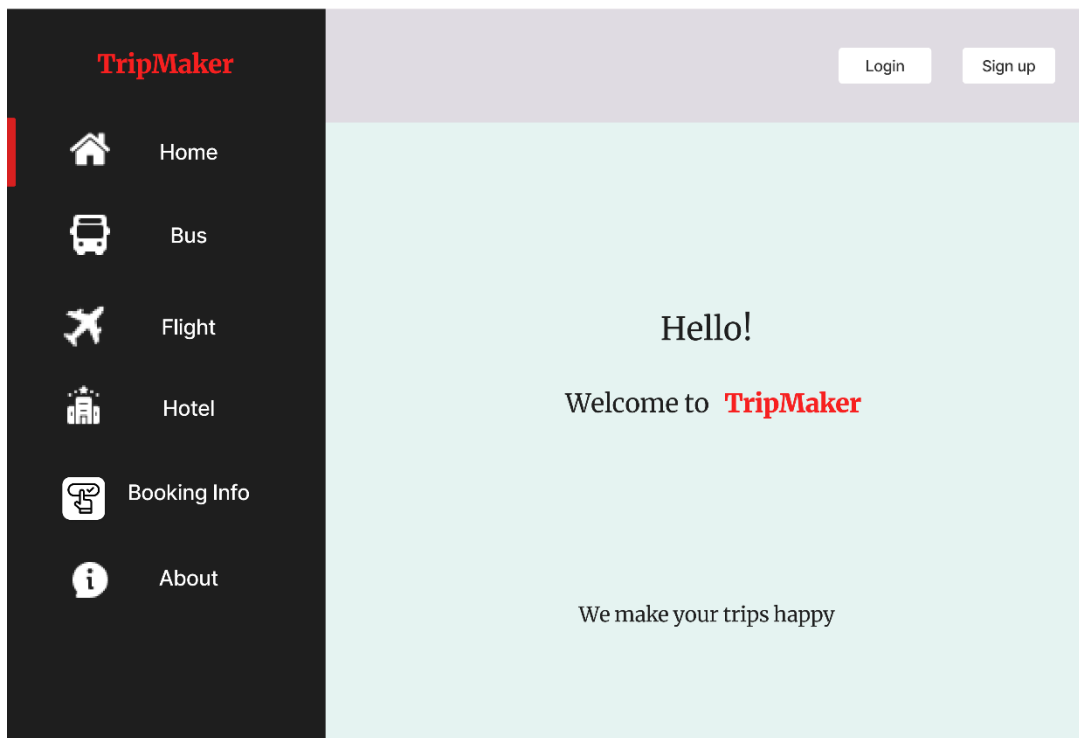 TripMaker
Login
Sign up
Home
Bus
Flight
Hotel
Booking Info
About
Hello!
Welcome to TripMaker
We make your trips happy